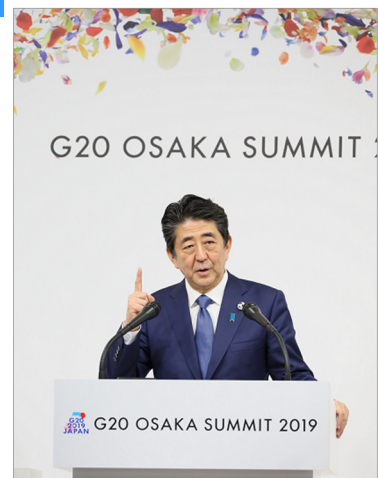 G20 OSAKA SUMMIT
G20
2019
JAPAN
G20 OSAKA SUMMIT 2019